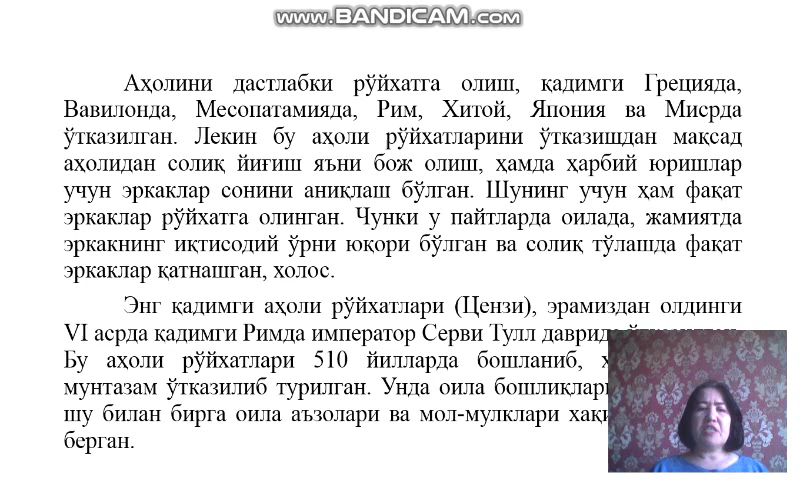 www.BANDICAM.com
Аҳолини дастлабки рўйхатга олиш, қадимги Грецияда,
Вавилонда, Месопатамияда, Рим, Хитой, Япония ва Мисрда
ўтказилган. Лекин бу аҳоли рўйхатларини ўтказишдан мақсад
аҳолидан солиқ йиғиш яъни бож олиш, ҳамда ҳарбий юришлар
учун эркаклар сонини аниқлаш бўлган. Шунинг учун ҳам фақат
эркаклар рўйхатга олинган. Чунки у пайтларда оилада, жамиятда
эркакнинг иқтисодий ўрни юқори бўлган ва солиқ тўлашда фақат
эркаклар қатнашган, холос.
Энг қадимги аҳоли рўйхатлари (Цензи), эрамиздан олдинги
VI асрда қадимги Римда император Серви Тулл даврида
Бу аҳоли рўйхатлари 510 йилларда бошланиб,
мунтазам ўтказилиб турилган. Унда оила
шу билан бирга оила аъзолари ва мол-мулклари
берган.